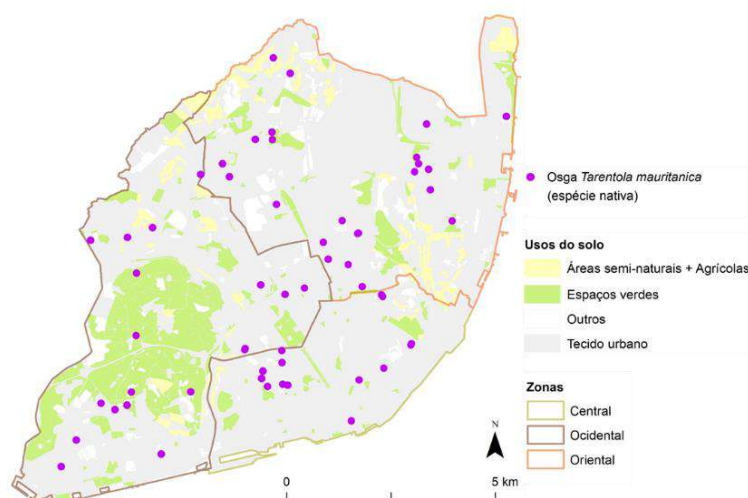 Osga Tarentola mauritanica
(espécie nativa)
Usos do solo
Áreas semi-naturais + Agrícolas
Espaços verdes
Outros
Tecido urbano
Zonas
Central
Ocidental
Oriental
N
0 5 km